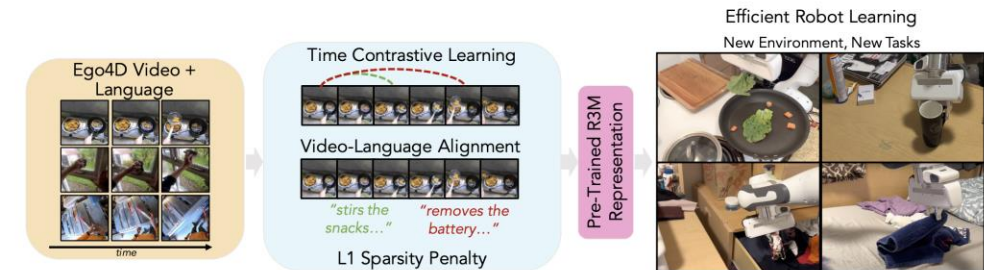 Ego4D Video +
Language
time
Time Contrastive Learning
Video-Language Alignment
“stirs the
snacks...”
“removes the
battery...”
L1 Sparsity Penalty
Pre-Trained R3M
Representation
Efficient Robot Learning
New Environment, New Tasks